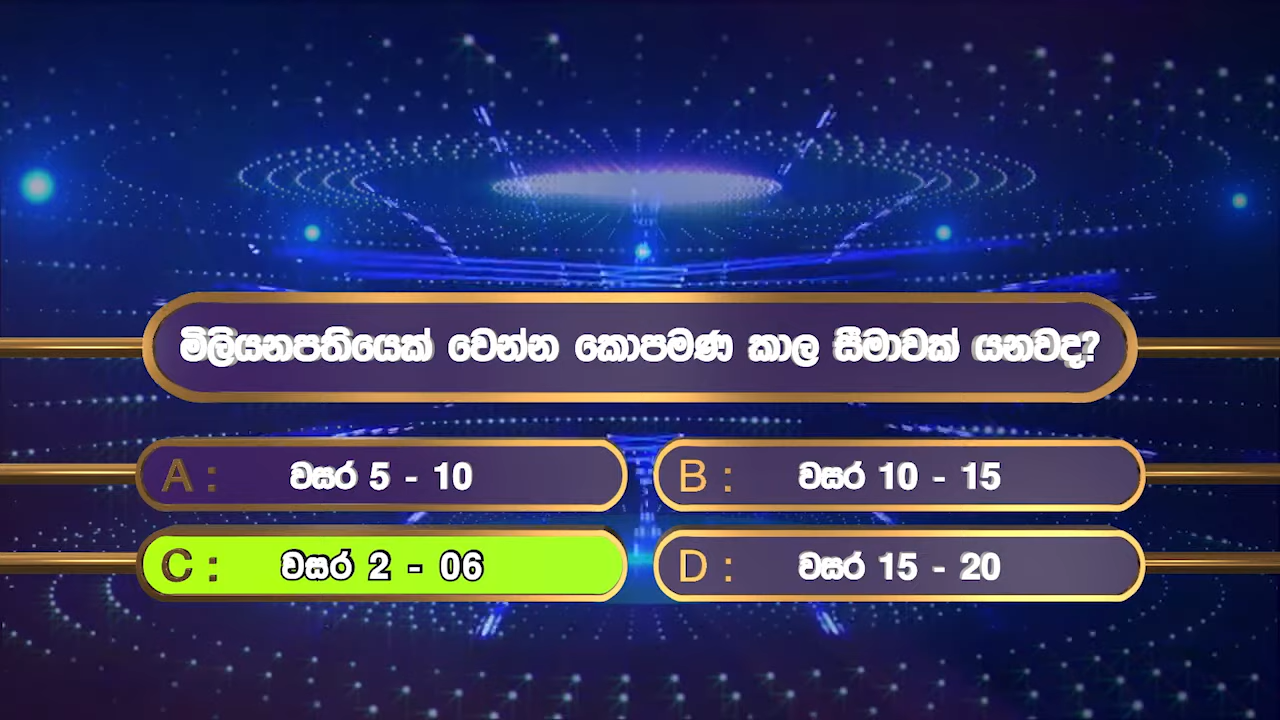 මිලියනපතියෙක් වෙන්න කොපමණ කාල සීමාවක් යනවද?
A : වසර 5 - 10
B : වසර 10 - 15
C : වසර 2 - 06
D : වසර 15 - 20